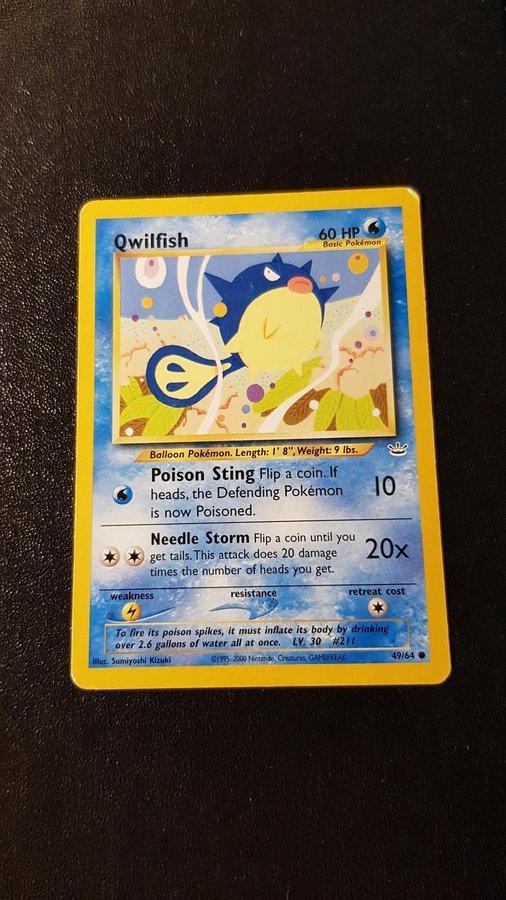 Qwilfish
60 HP
Basic Pokémon
Balloon Pokémon. Length: 1' 8", Weight: 9 lbs.
Poison Sting Flip a coin. If
heads, the Defending Pokémon
is now Poisoned.
10
Needle Storm Flip a coin until you
get tails. This attack does 20 damage
times the number of heads you get.
20x
weakness
resistance
retreat cost
To fire its poison spikes, it must inflate its body by drinking
over 2.6 gallons of water all at once. LV. 30 #211
Illus. Sumiyoshi Kizuki
©1995-2000 Nintendo, Creatures, GAMEFREAK.
49/64